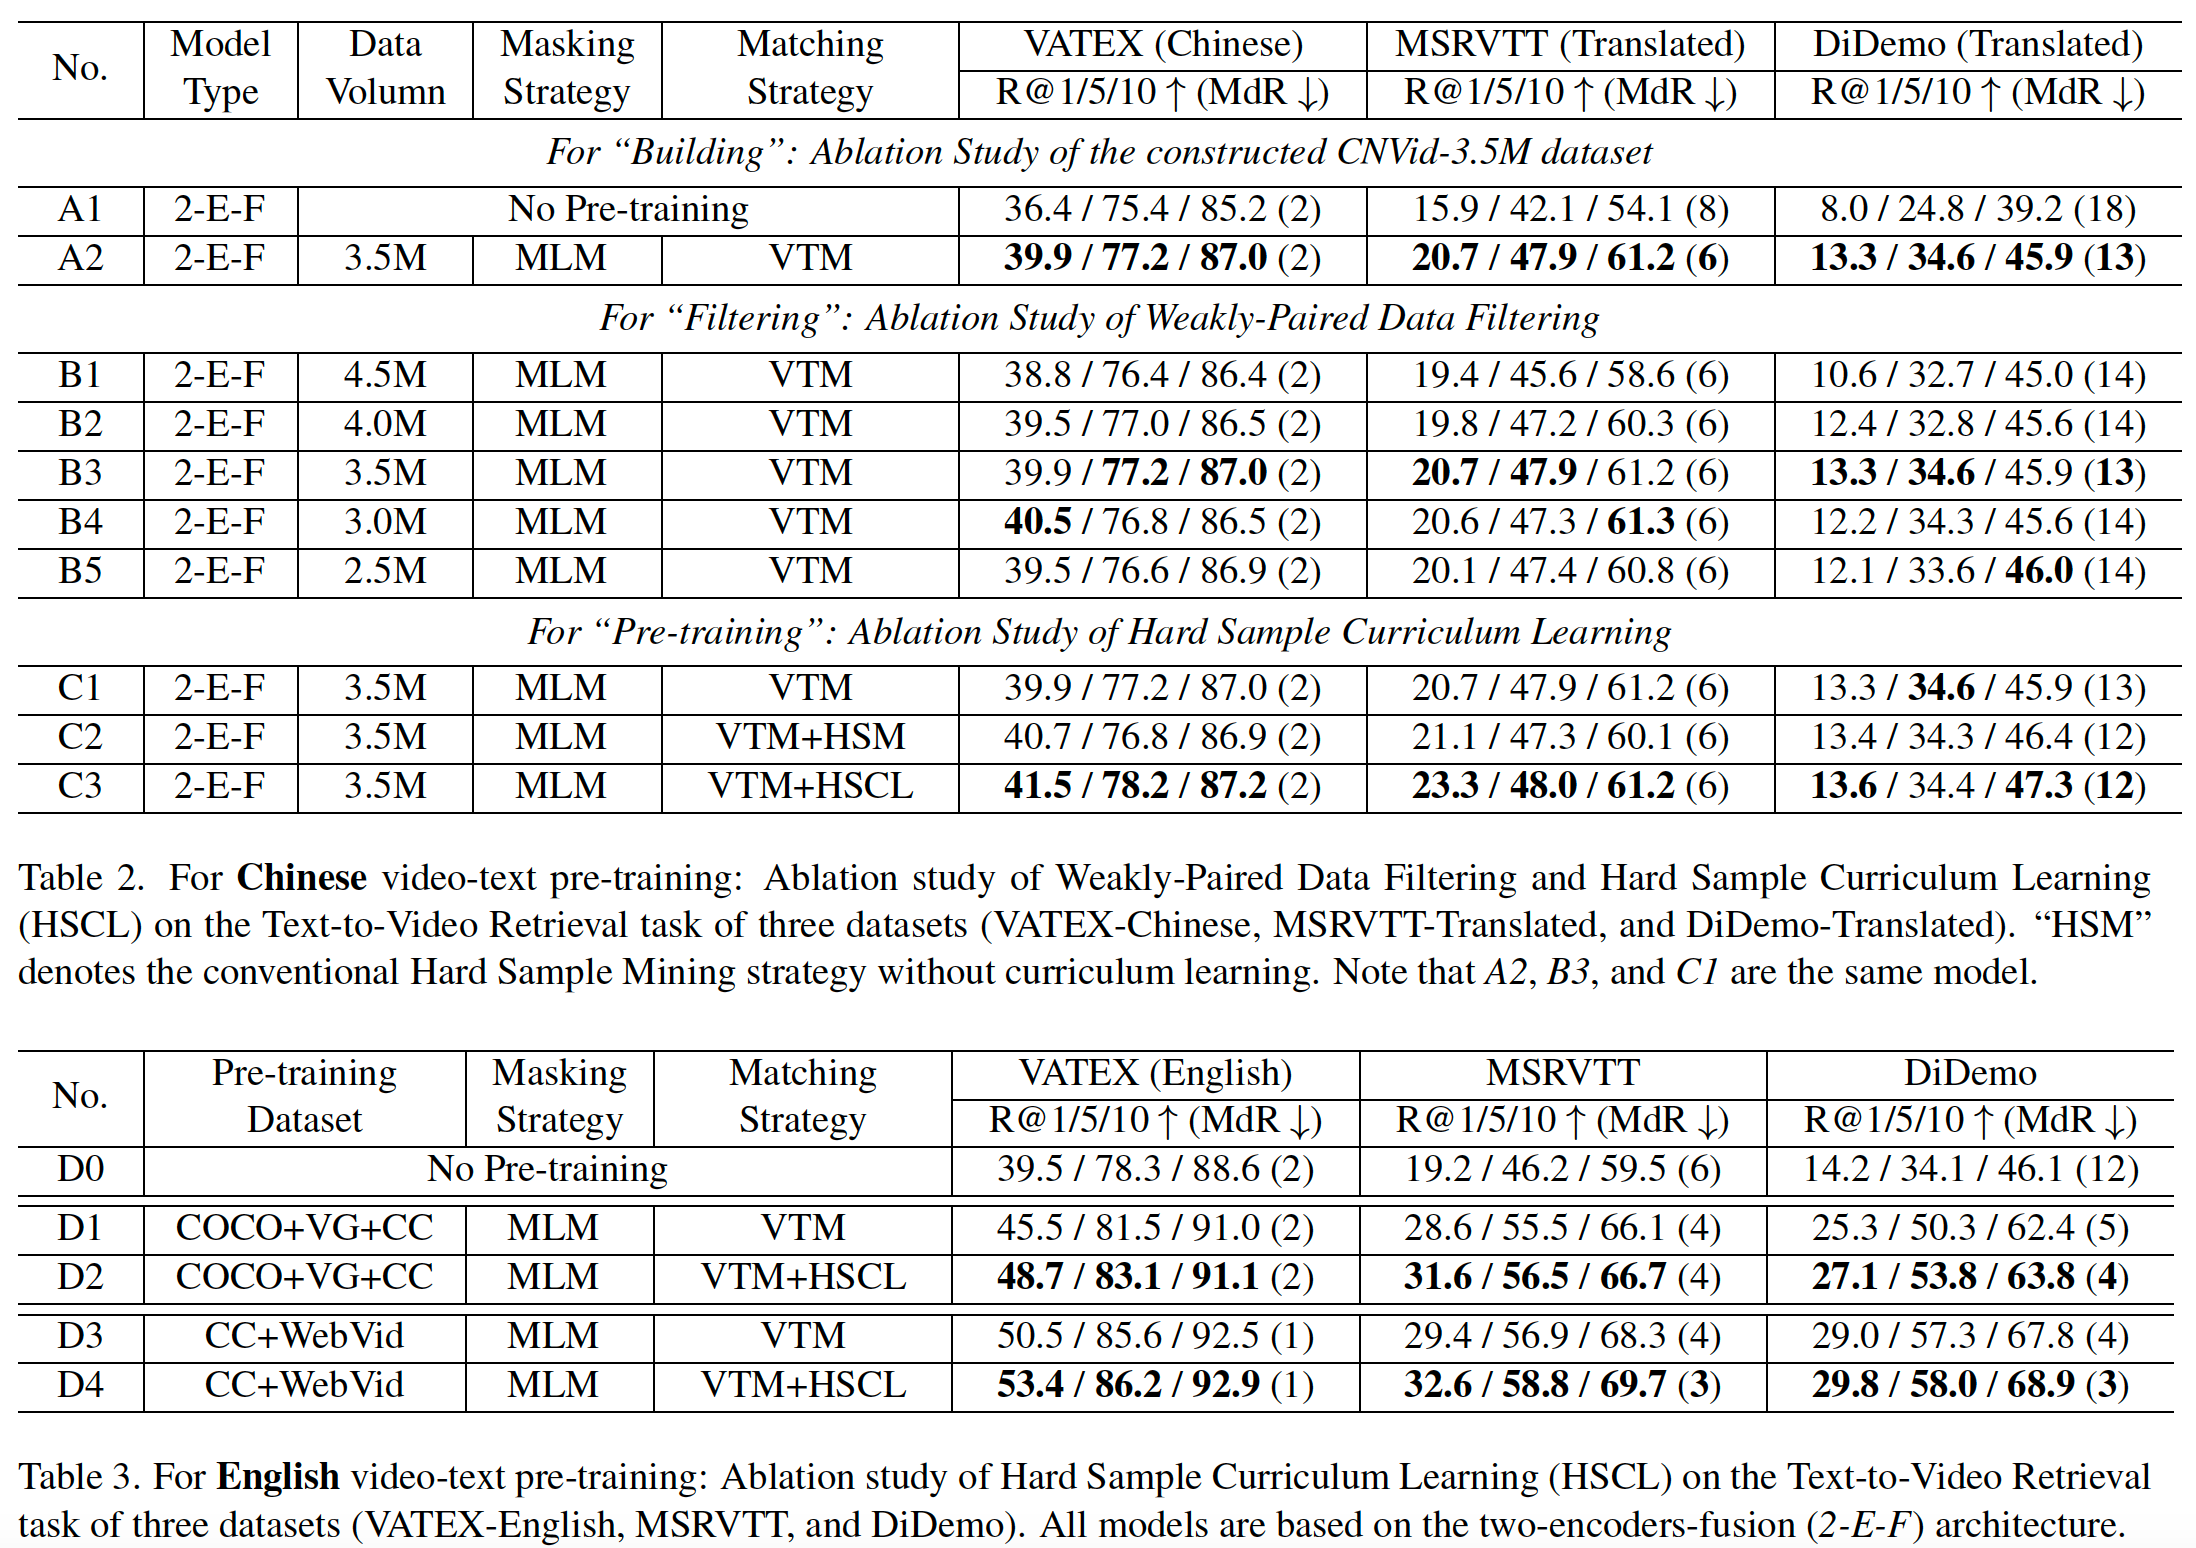 No. Model Type Data Volumn Masking Strategy Matching Strategy VATEX (Chinese) MSRVTT (Translated) DiDemo (Translated)
R@1/5/10 ↑ (MdR ↓) R@1/5/10 ↑ (MdR ↓) R@1/5/10 ↑ (MdR ↓)
For “Building”: Ablation Study of the constructed CNVid-3.5M dataset
A1 2-E-F No Pre-training 36.4 / 75.4 / 85.2 (2) 15.9 / 42.1 / 54.1 (8) 8.0 / 24.8 / 39.2 (18)
A2 2-E-F 3.5M MLM VTM 39.9 / 77.2 / 87.0 (2) 20.7 / 47.9 / 61.2 (6) 13.3 / 34.6 / 45.9 (13)
For “Filtering”: Ablation Study of Weakly-Paired Data Filtering
B1 2-E-F 4.5M MLM VTM 38.8 / 76.4 / 86.4 (2) 19.4 / 45.6 / 58.6 (6) 10.6 / 32.7 / 45.0 (14)
B2 2-E-F 4.0M MLM VTM 39.5 / 77.0 / 86.5 (2) 19.8 / 47.2 / 60.3 (6) 12.4 / 32.8 / 45.6 (14)
B3 2-E-F 3.5M MLM VTM 39.9 / 77.2 / 87.0 (2) 20.7 / 47.9 / 61.2 (6) 13.3 / 34.6 / 45.9 (13)
B4 2-E-F 3.0M MLM VTM 40.5 / 76.8 / 86.5 (2) 20.6 / 47.3 / 61.3 (6) 12.2 / 34.3 / 45.6 (14)
B5 2-E-F 2.5M MLM VTM 39.5 / 76.6 / 86.9 (2) 20.1 / 47.4 / 60.8 (6) 12.1 / 33.6 / 46.0 (14)
For “Pre-training”: Ablation Study of Hard Sample Curriculum Learning
C1 2-E-F 3.5M MLM VTM 39.9 / 77.2 / 87.0 (2) 20.7 / 47.9 / 61.2 (6) 13.3 / 34.6 / 45.9 (13)
C2 2-E-F 3.5M MLM VTM+HSM 40.7 / 76.8 / 86.9 (2) 21.1 / 47.3 / 60.1 (6) 13.4 / 34.3 / 46.4 (12)
C3 2-E-F 3.5M MLM VTM+HSCL 41.5 / 78.2 / 87.2 (2) 23.3 / 48.0 / 61.2 (6) 13.6 / 34.4 / 47.3 (12)
Table 2. For Chinese video-text pre-training: Ablation study of Weakly-Paired Data Filtering and Hard Sample Curriculum Learning
(HSCL) on the Text-to-Video Retrieval task of three datasets (VATEX-Chinese, MSRVTT-Translated, and DiDemo-Translated). “HSM”
denotes the conventional Hard Sample Mining strategy without curriculum learning. Note that A2, B3, and C1 are the same model.
No. Pre-training Dataset Masking Strategy Matching Strategy VATEX (English) MSRVTT DiDemo
R@1/5/10 ↑ (MdR ↓) R@1/5/10 ↑ (MdR ↓) R@1/5/10 ↑ (MdR ↓)
D0 No Pre-training 39.5 / 78.3 / 88.6 (2) 19.2 / 46.2 / 59.5 (6) 14.2 / 34.1 / 46.1 (12)
D1 COCO+VG+CC MLM VTM 45.5 / 81.5 / 91.0 (2) 28.6 / 55.5 / 66.1 (4) 25.3 / 50.3 / 62.4 (5)
D2 COCO+VG+CC MLM VTM+HSCL 48.7 / 83.1 / 91.1 (2) 31.6 / 56.5 / 66.7 (4) 27.1 / 53.8 / 63.8 (4)
D3 CC+WebVid MLM VTM 50.5 / 85.6 / 92.5 (1) 29.4 / 56.9 / 68.3 (4) 29.0 / 57.3 / 67.8 (4)
D4 CC+WebVid MLM VTM+HSCL 53.4 / 86.2 / 92.9 (1) 32.6 / 58.8 / 69.7 (3) 29.8 / 58.0 / 68.9 (3)
Table 3. For English video-text pre-training: Ablation study of Hard Sample Curriculum Learning (HSCL) on the Text-to-Video Retrieval
task of three datasets (VATEX-English, MSRVTT, and DiDemo). All models are based on the two-encoders-fusion (2-E-F) architecture.